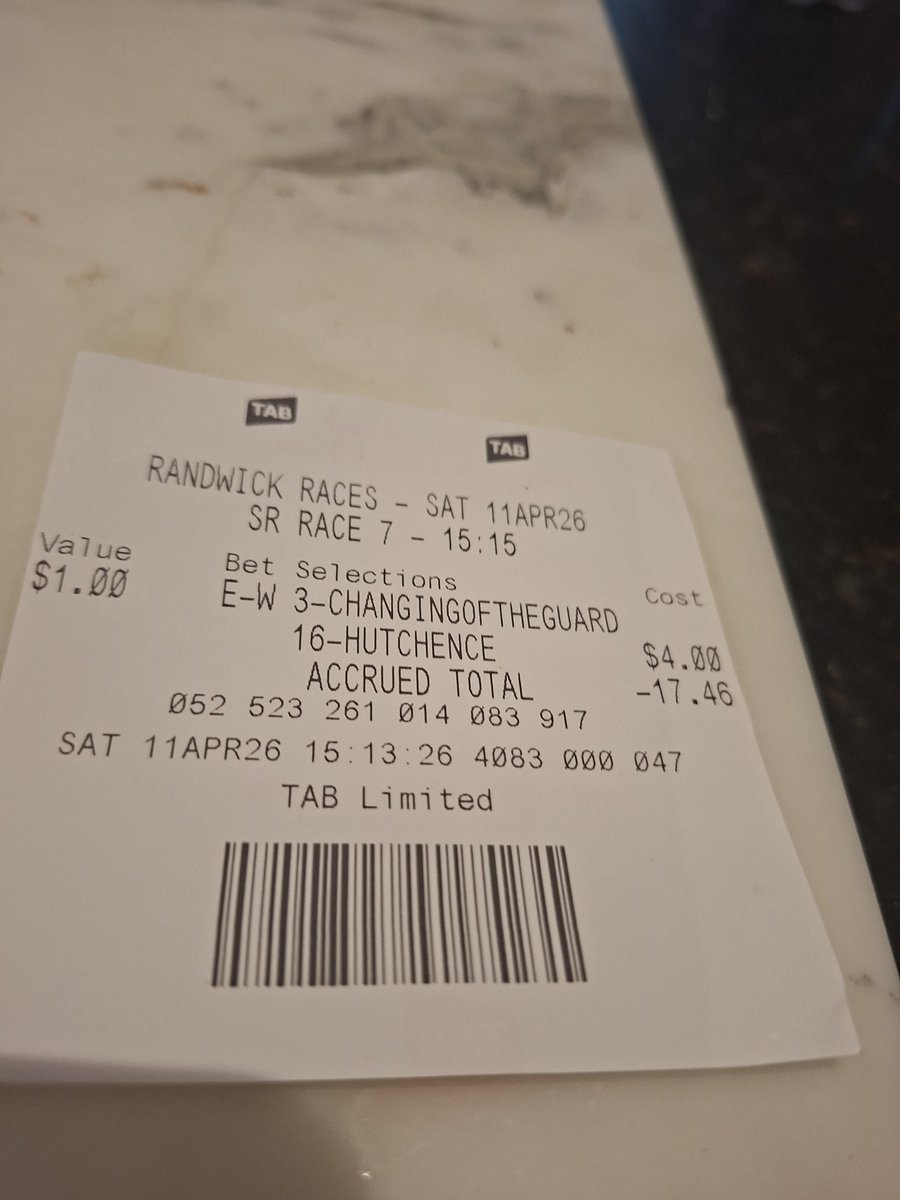 TAB TAB
RANDWICK RACES - SAT 11APR26
SR RACE 7 - 15:15
Value Bet Selections Cost
$1.00 E-W 3-CHANGINGOFTHEGUARD
16-HUTCHENCE $4.00
ACCRUED TOTAL -17.46
052 523 261 014 083 917
SAT 11APR26 15:13:26 4083 000 047
TAB Limited